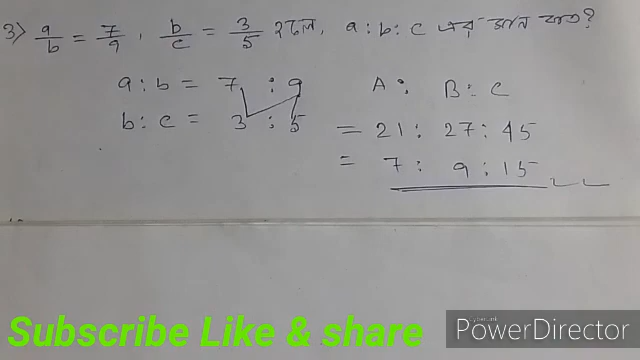 3) a/b = 7/9, b/c = 3/5 হলে, a:b:c এর মান কত?
a:b = 7 : 9
b:c = 3 : 5
A: B: C
= 21: 27: 45
= 7: 9:15
Subscribe Like & share
CyberLink
PowerDirector